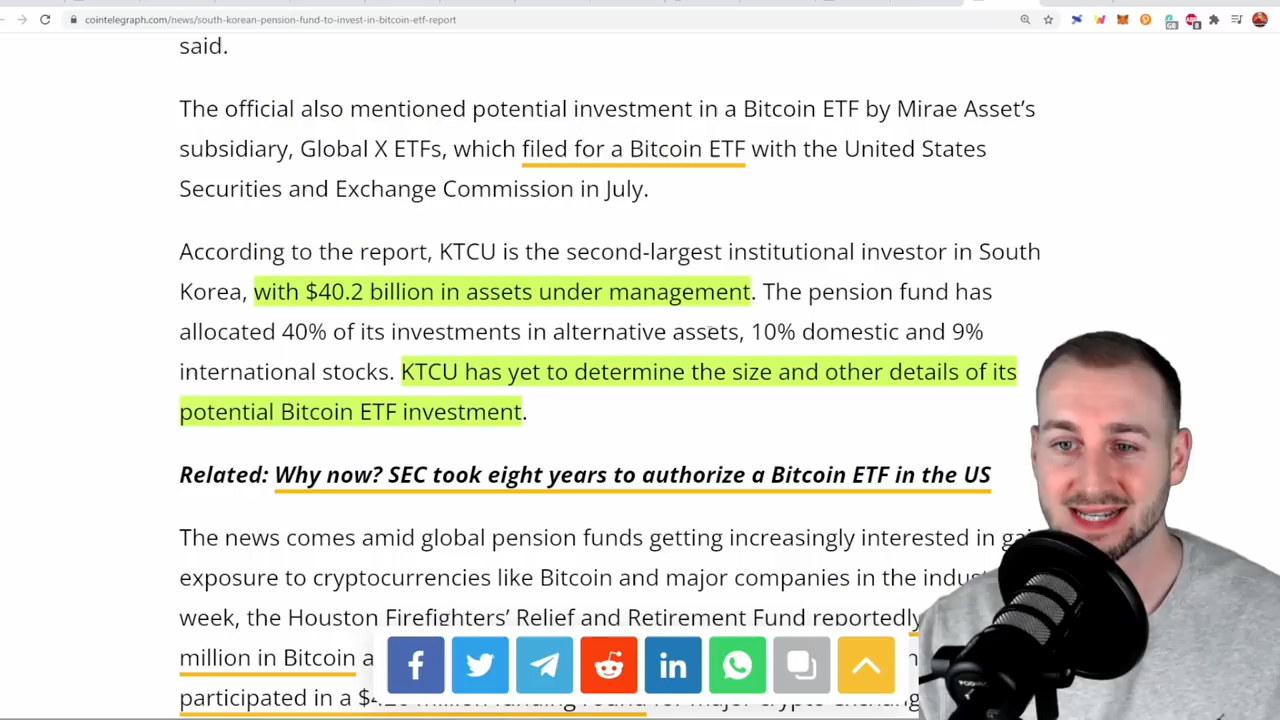 cointelegraph.com/news/south-korean-pension-fund-to-invest-in-bitcoin-etf-report
said.
The official also mentioned potential investment in a Bitcoin ETF by Mirae Asset’s
subsidiary, Global X ETFs, which filed for a Bitcoin ETF with the United States
Securities and Exchange Commission in July.
According to the report, KTCU is the second-largest institutional investor in South
Korea, with $40.2 billion in assets under management. The pension fund has
allocated 40% of its investments in alternative assets, 10% domestic and 9%
international stocks. KTCU has yet to determine the size and other details of its
potential Bitcoin ETF investment.
Related: Why now? SEC took eight years to authorize a Bitcoin ETF in the US
The news comes amid global pension funds getting increasingly interested in
exposure to cryptocurrencies like Bitcoin and major companies in the
week, the Houston Firefighters’ Relief and Retirement Fund reportedly
million in Bitcoin
participated in a